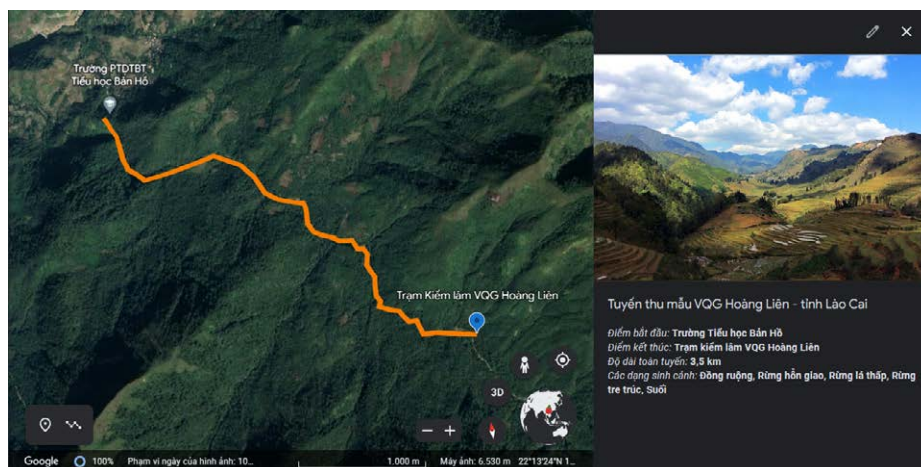 Trường PTDTBT
Tiểu học Bản Hồ
Trạm Kiểm lâm VQG Hoàng Liên
3D
Google
100%
Phạm vi ngày của hình ảnh: 10...
1.000 m
Máy ảnh: 6.530 m
22°13'24"N 1...
Tuyến thu mẫu VQG Hoàng Liên - tỉnh Lào Cai
Điểm bắt đầu: Trường Tiểu học Bản Hồ
Điểm kết thúc: Trạm kiểm lâm VQG Hoàng Liên
Độ dài toàn tuyến: 3,5 km
Các dạng sinh cảnh: Đồng ruộng, Rừng hỗn giao, Rừng lá thấp, Rừng
tre trúc, Suối